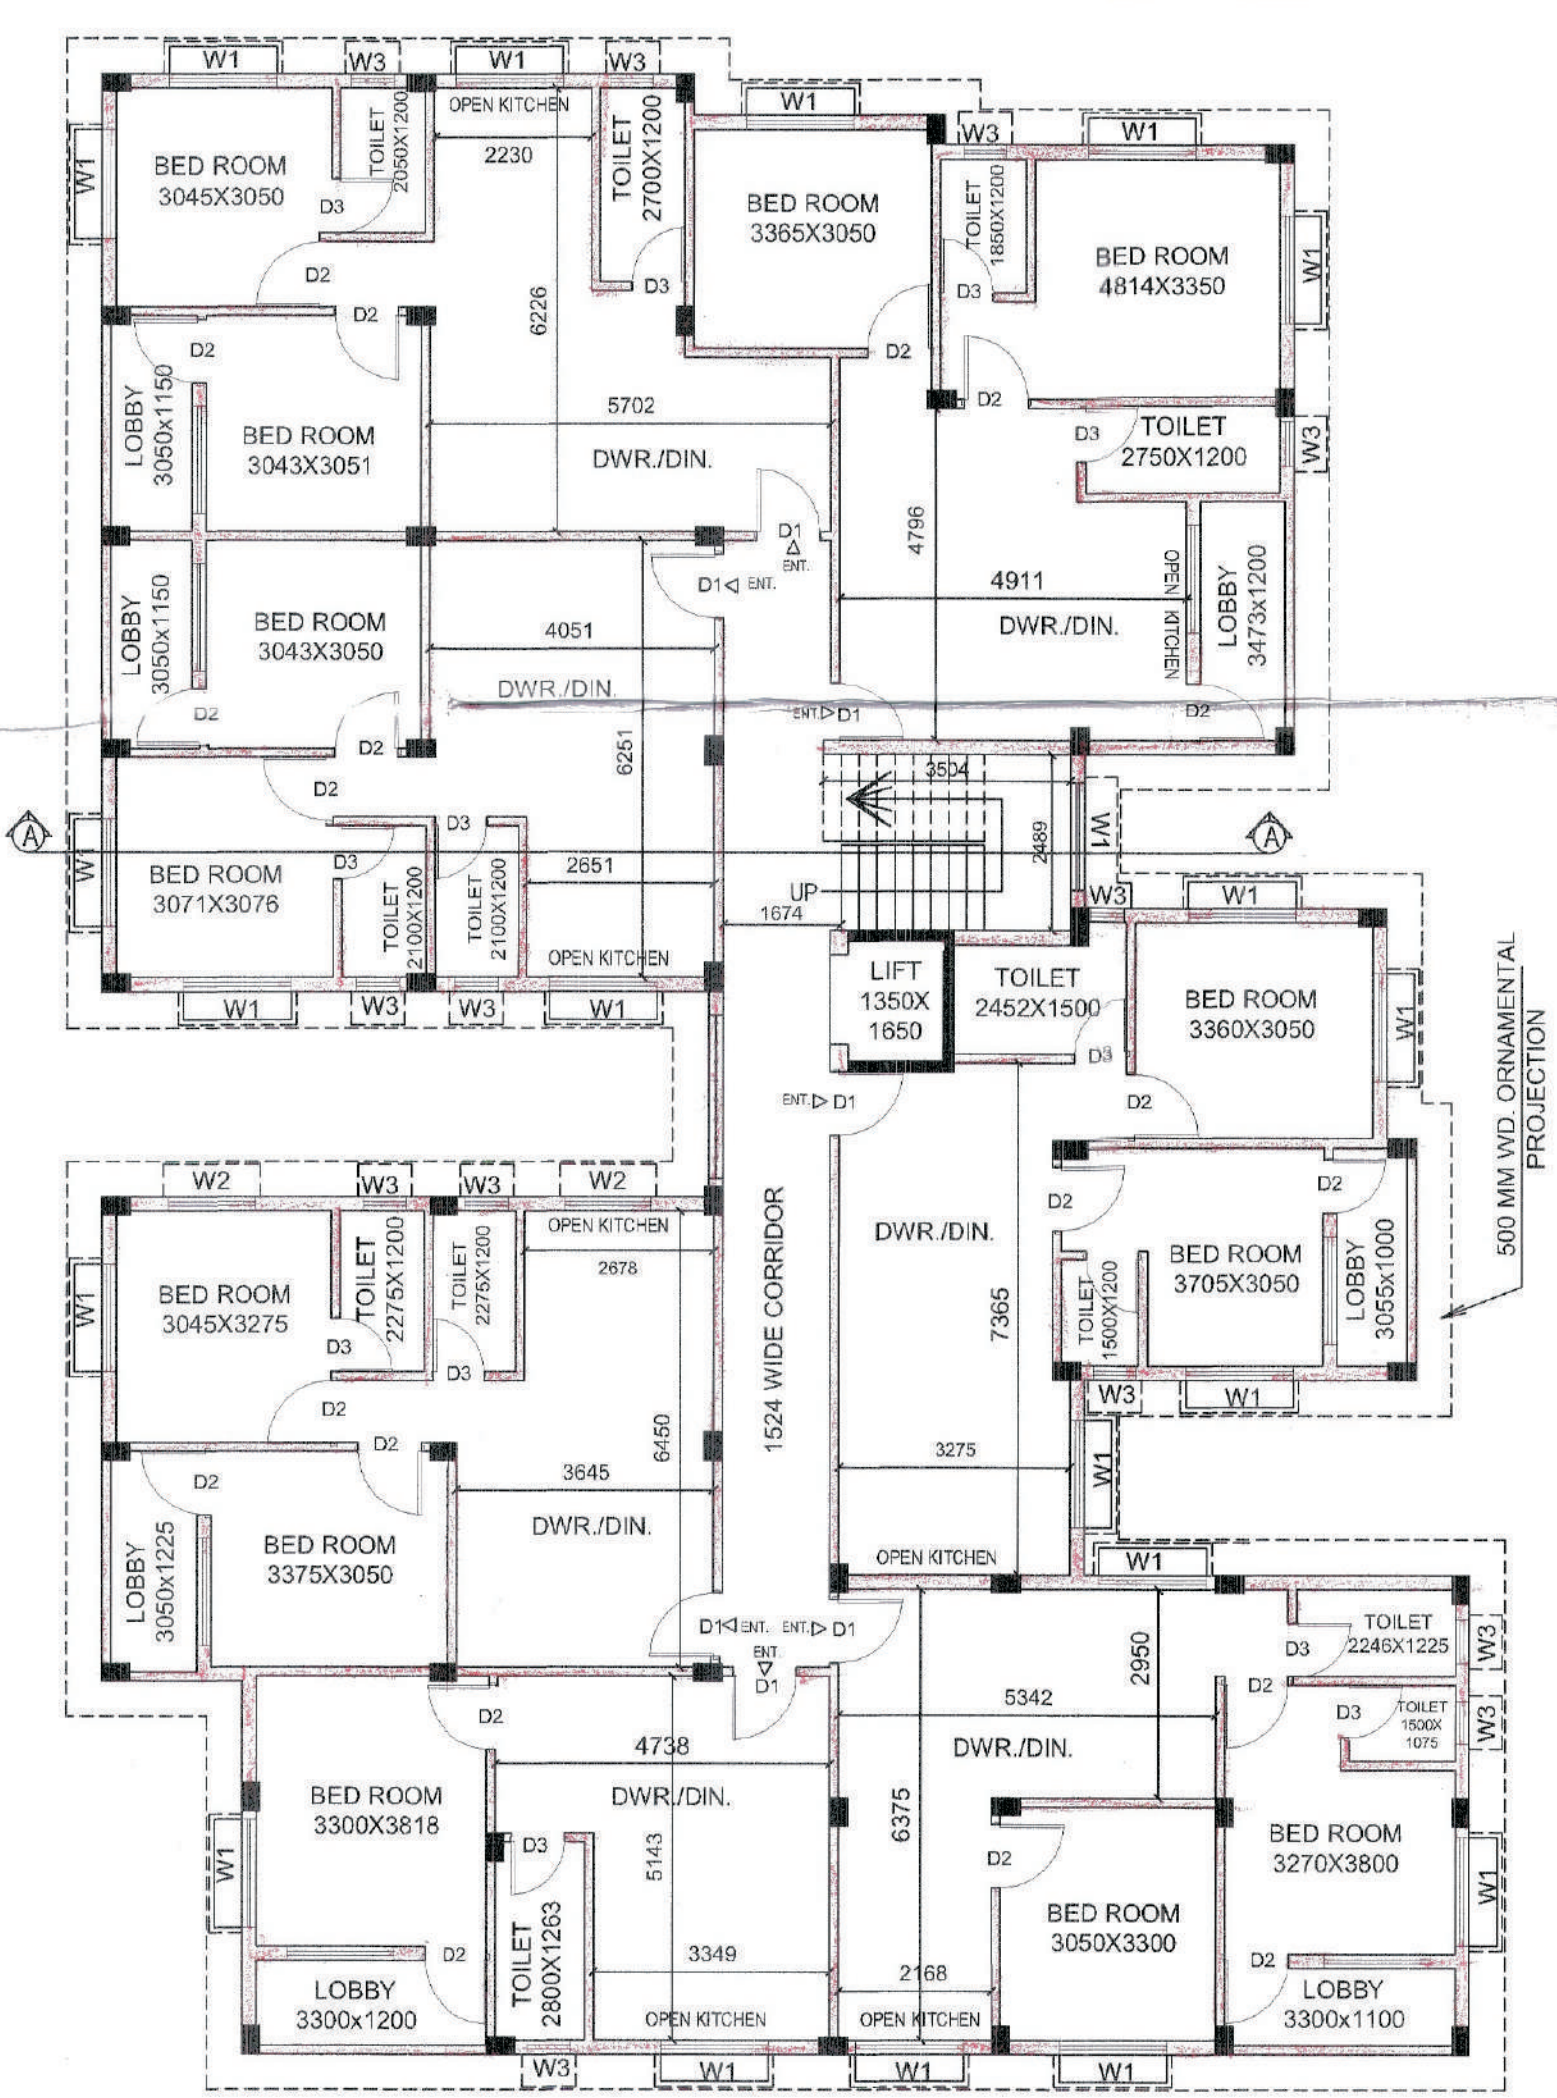 W1
W3
W1
W3
W1
W3
W1
OPEN KITCHEN
2230
W1
BED ROOM
3045X3050
TOILET
2050X1200
D3
D2
D2
TOILET
2700X1200
D3
BED ROOM
3365X3050
D2
TOILET
1850X1200
D3
BED ROOM
4814X3350
W1
D2
6226
5702
DWR./DIN.
D2
LOBBY
3050x1150
BED ROOM
3043X3051
D3
TOILET
2750X1200
W3
D1
ENT.
D1
ENT.
4796
4911
DWR./DIN.
OPEN KITCHEN
LOBBY
3473x1200
D2
ENT.
D1
LOBBY
3050x1150
BED ROOM
3043X3050
D2
D2
4051
DWR./DIN.
6251
3504
2489
W1
UP
1674
A
A
D2
D3
D3
W1
BED ROOM
3071X3076
TOILET
2100X1200
TOILET
2100X1200
2651
OPEN KITCHEN
W1
W3
W3
W1
LIFT
1350X
1650
TOILET
2452X1500
D3
W3
W1
BED ROOM
3360X3050
W1
D2
ENT.
D1
500 MM WD. ORNAMENTAL
PROJECTION
W2
W3
W3
W2
OPEN KITCHEN
2678
W1
BED ROOM
3045X3275
TOILET
2275X1200
TOILET
2275X1200
D3
D3
D2
D2
1524 WIDE CORRIDOR
DWR./DIN.
7365
D2
D2
BED ROOM
3705X3050
LOBBY
3055x1000
TOILET
1500X1200
W3
W1
3275
W1
OPEN KITCHEN
6450
3645
DWR./DIN.
D2
LOBBY
3050x1225
BED ROOM
3375X3050
D1
ENT.
ENT.
D1
ENT.
D1
W1
TOILET
2246X1225
W3
D3
D2
D3
TOILET
1500X
1075
W3
2950
5342
DWR./DIN.
6375
D2
4738
DWR./DIN.
BED ROOM
3300X3818
W1
D3
5143
D2
BED ROOM
3270X3800
W1
BED ROOM
3050X3300
D2
LOBBY
3300x1200
TOILET
2800X1263
3349
OPEN KITCHEN
2168
OPEN KITCHEN
D2
LOBBY
3300x1100
W3
W1
W1
W1